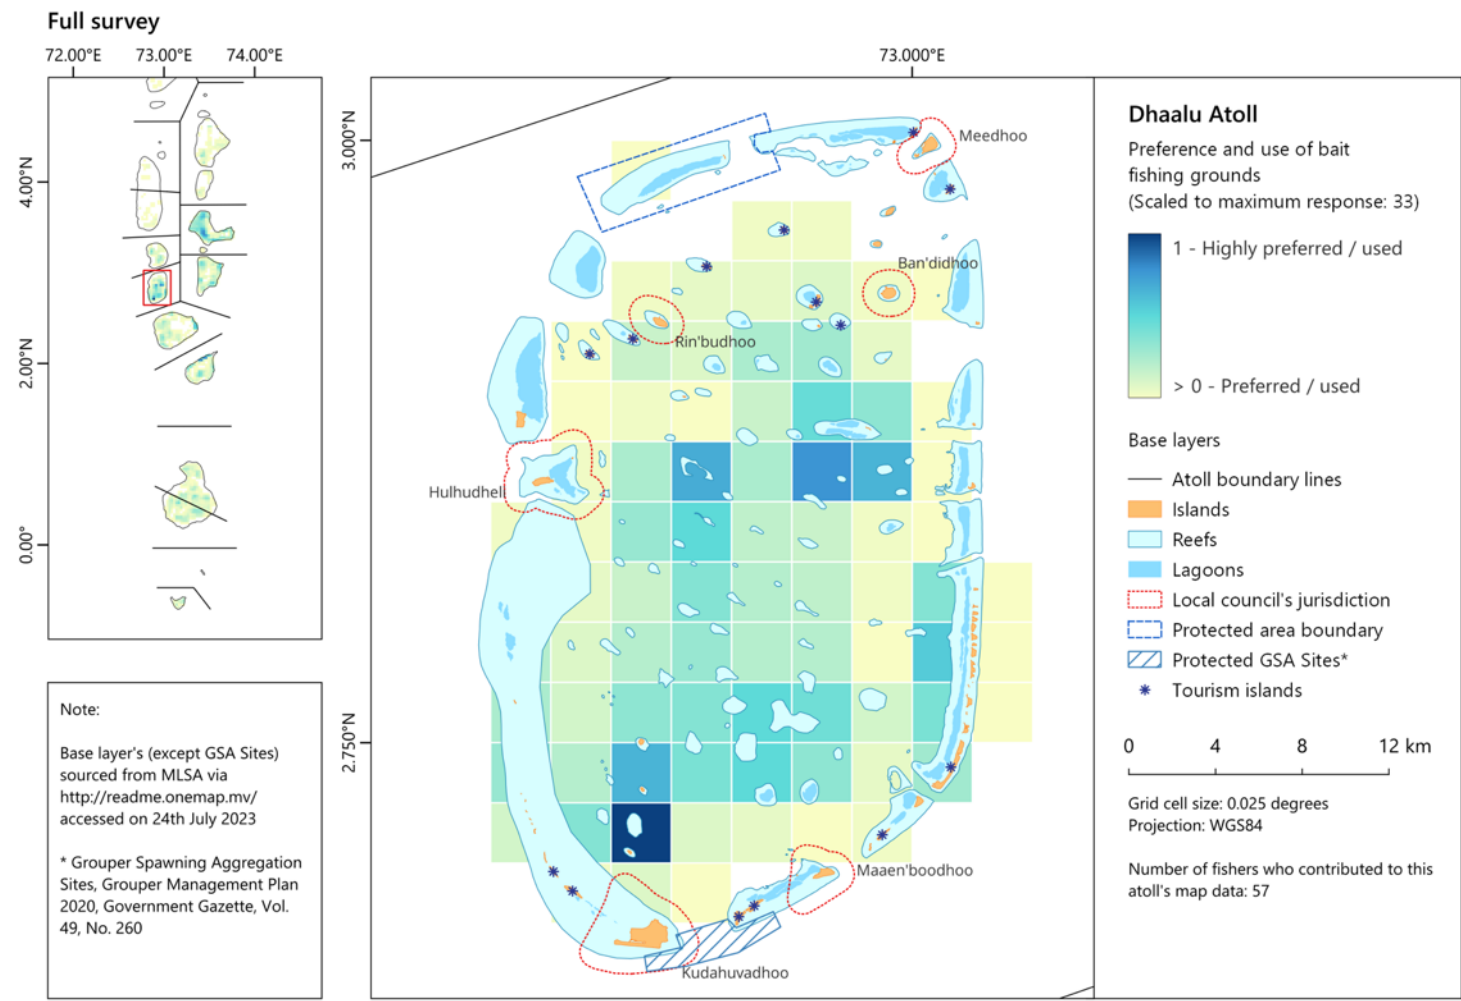 Full survey
72.00°E 73.00°E 74.00°E
4.00°N
2.00°N
0.00°
Note:
Base layer's (except GSA Sites)
sourced from MLSA via
http://readme.onemap.mv/
accessed on 24th July 2023
* Grouper Spawning Aggregation
Sites, Grouper Management Plan
2020, Government Gazette, Vol.
49, No. 260
73.000°E
3.000°N
2.750°N
Meedhoo
Ban'didhoo
Rin'budhoo
Hulhudheli
Maaen'boodhoo
Kudahuvadhoo
Dhaalu Atoll
Preference and use of bait
fishing grounds
(Scaled to maximum response: 33)
1 - Highly preferred / used
> 0 - Preferred / used
Base layers
Atoll boundary lines
Islands
Reefs
Lagoons
Local council's jurisdiction
Protected area boundary
Protected GSA Sites*
Tourism islands
0 4 8 12 km
Grid cell size: 0.025 degrees
Projection: WGS84
Number of fishers who contributed to this
atoll's map data: 57